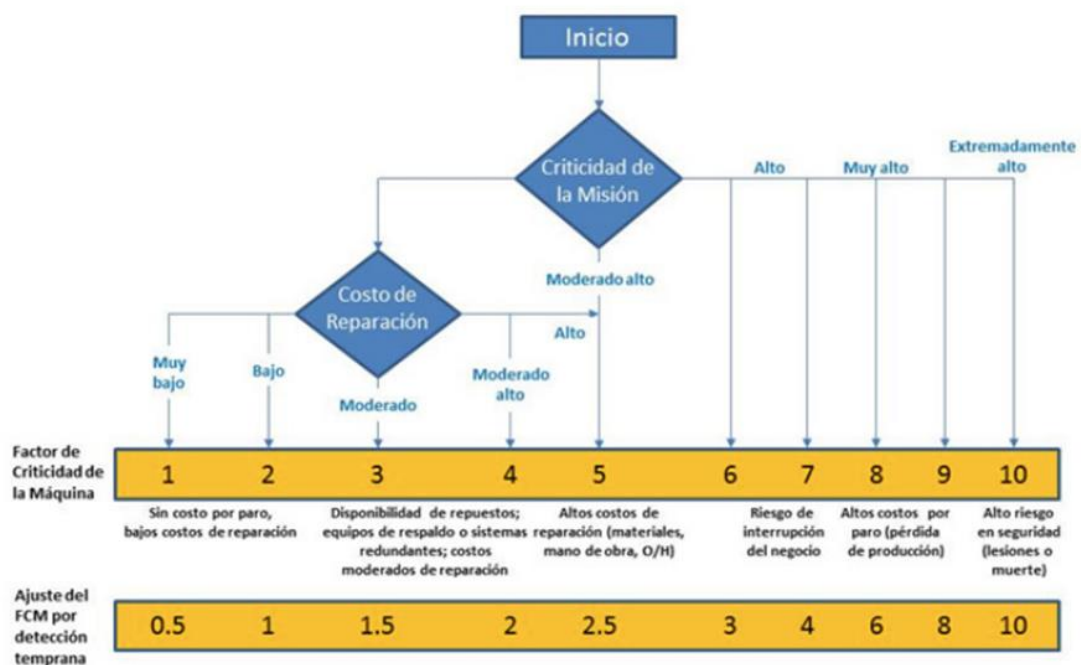 Inicio
Criticidad de
la Misión
Alto
Muy alto
Extremadamente
alto
Moderado alto
Costo de
Reparación
Alto
Muy
bajo
Bajo
Moderado
Moderado
alto
Factor de
Criticidad de
la Máquina
1 2 3 4 5 6 7 8 9 10
Sin costo por paro,
bajos costos de reparación
Disponibilidad de repuestos;
equipos de respaldo o sistemas
redundantes; costos
moderados de reparación
Altos costos de
reparación (materiales,
mano de obra, O/H)
Riesgo de
interrupción
del negocio
Altos costos por
paro (pérdida
de producción)
Alto riesgo
en seguridad
(lesiones o
muerte)
Ajuste del
FCM por
detección
temprana
0.5 1 1.5 2 2.5 3 4 6 8 10